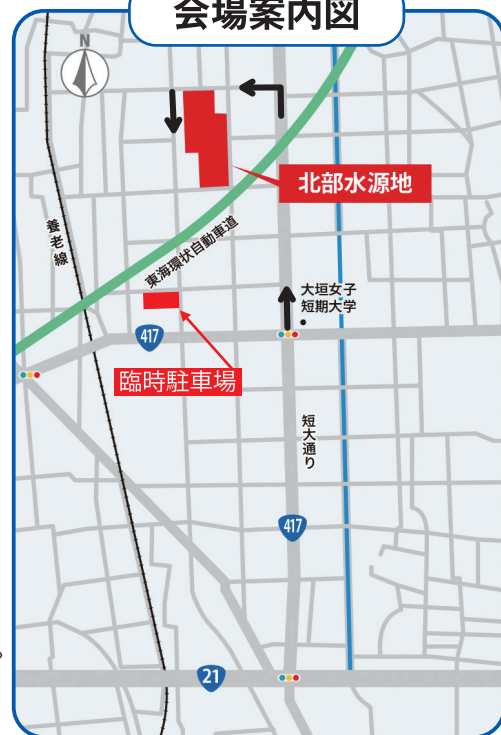 会場案内図
N
北部水源地
養老線
東海環状自動車道
大垣女子
短期大学
417
臨時駐車場
短大通り
417
21
。